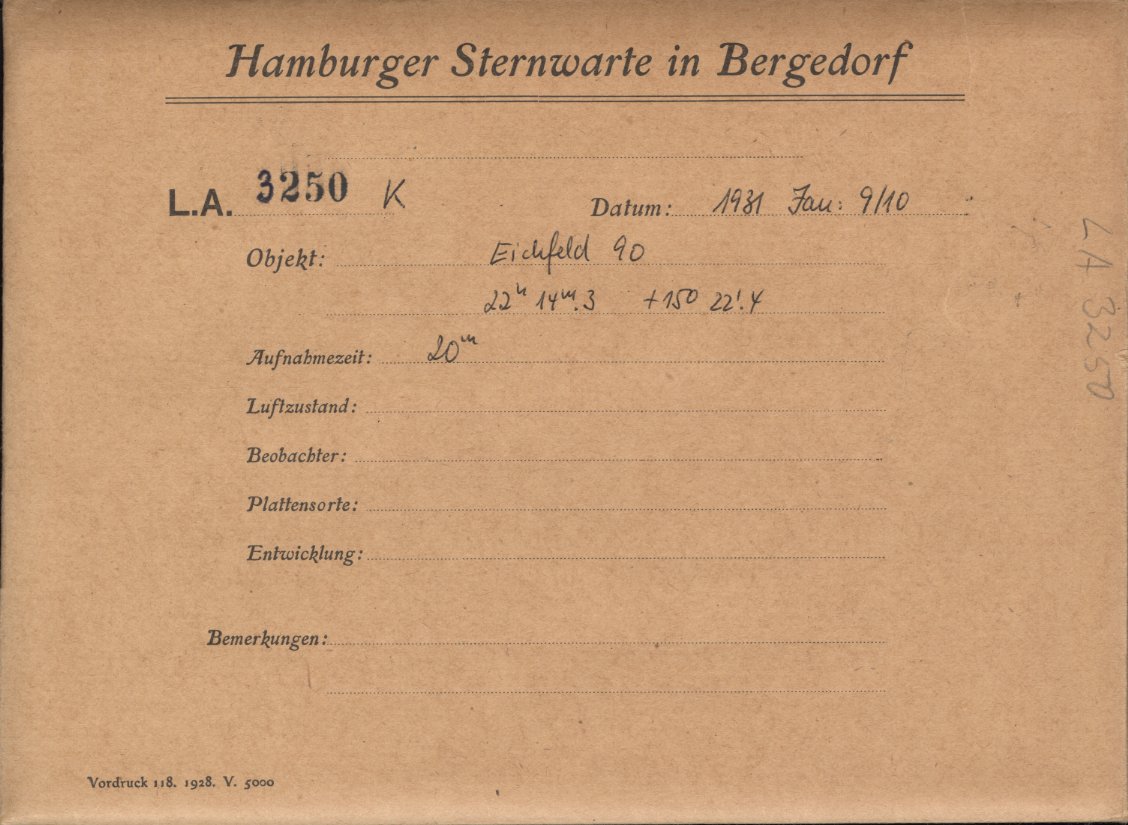 Hamburger Sternwarte in Bergedorf
L.A. 3250 K
Datum: 1931 Jan: 9/10
Objekt: Eichfeld 90
22h 14m.3 +15° 22'.4
Aufnahmezeit: 20m
Luftzustand:
Beobachter:
Plattensorte:
Entwicklung:
Bemerkungen:
Vordruck 118. 1928. V. 5000
LA 3250